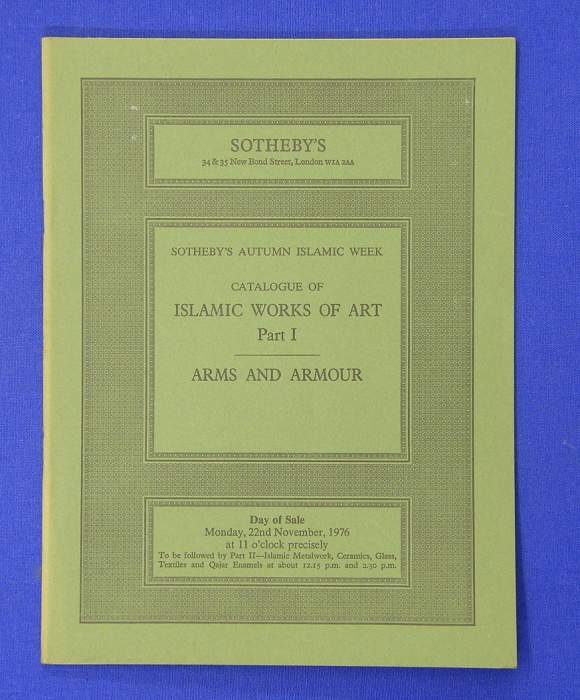 SOTHEBY'S
34 & 35 New Bond Street, London W1A 2AA
SOTHEBY'S AUTUMN ISLAMIC WEEK
CATALOGUE OF
ISLAMIC WORKS OF ART
Part I
ARMS AND ARMOUR
Day of Sale
Monday, 22nd November, 1976
at 11 o'clock precisely
To be followed by Part II—Islamic Metalwork, Ceramics, Glass,
Textiles and Qajar Enamels at about 12.15 p.m. and 2.30 p.m.